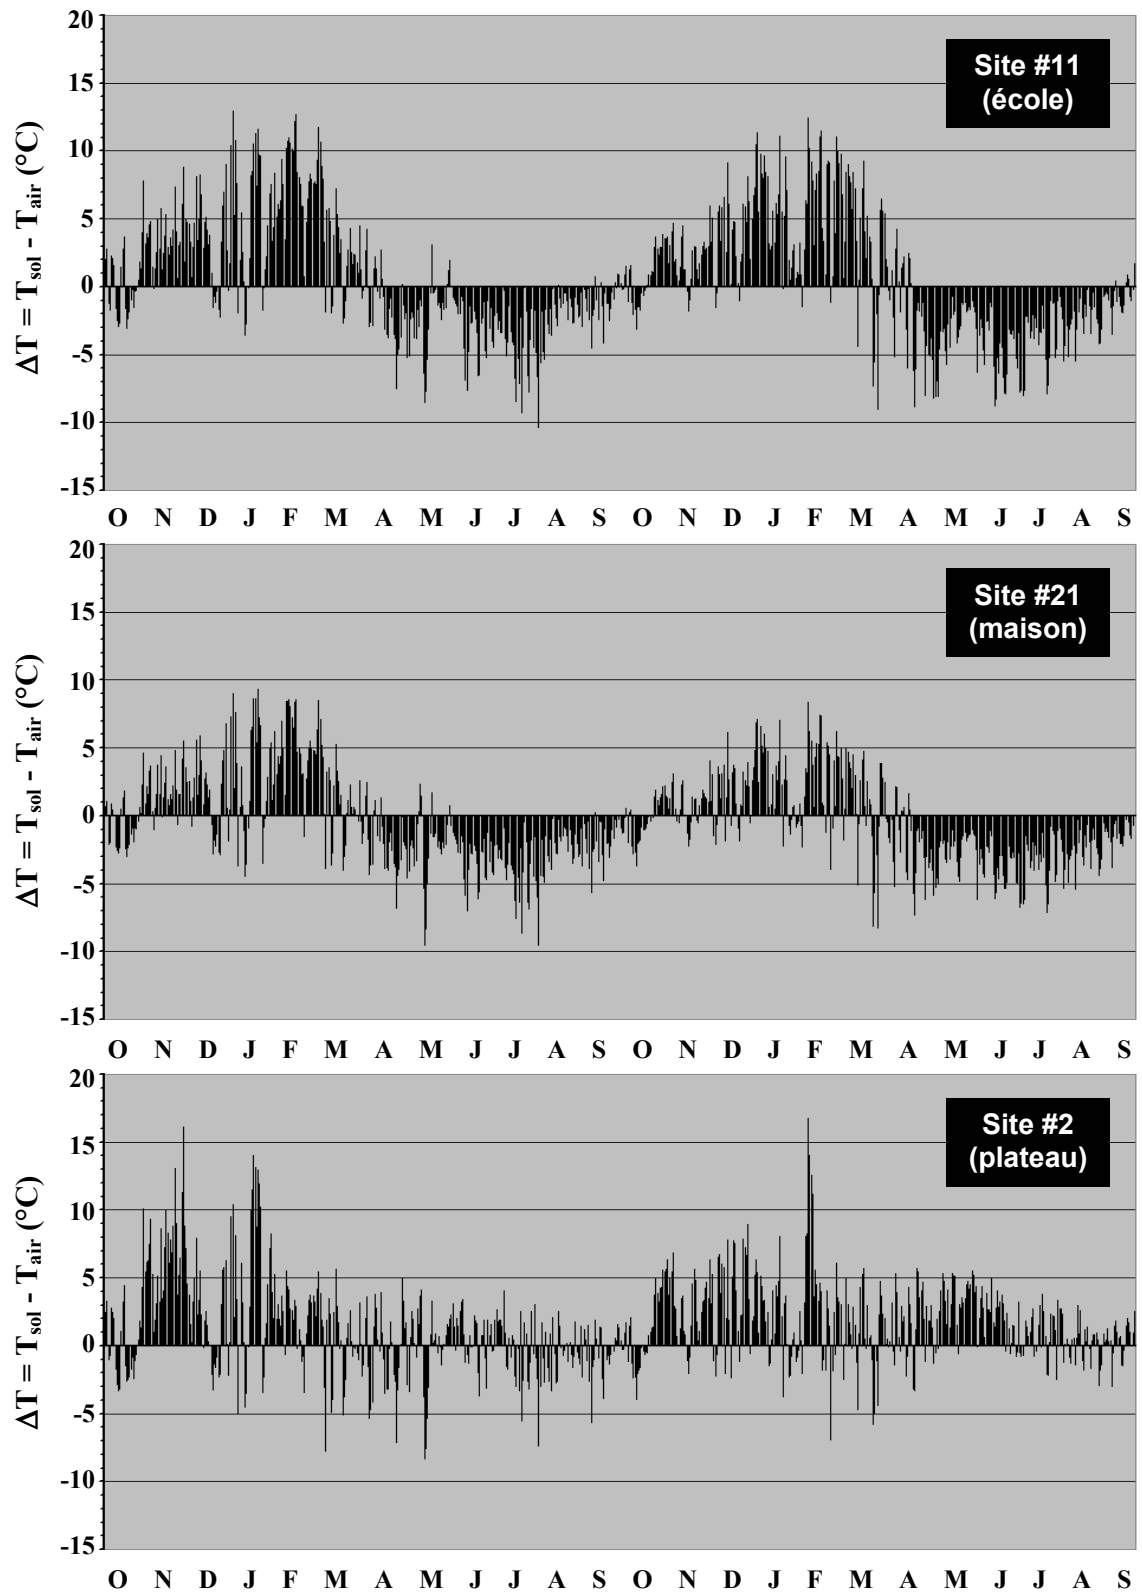 20
15
10
5
0
-5
-10
-15
ΔT = Tsol - Tair (°C)
Site #11
(école)
O N D J F M A M J J A S O N D J F M A M J J A S
20
15
10
5
0
-5
-10
-15
ΔT = Tsol - Tair (°C)
Site #21
(maison)
O N D J F M A M J J A S O N D J F M A M J J A S
20
15
10
5
0
-5
-10
-15
ΔT = Tsol - Tair (°C)
Site #2
(plateau)
O N D J F M A M J J A S O N D J F M A M J J A S